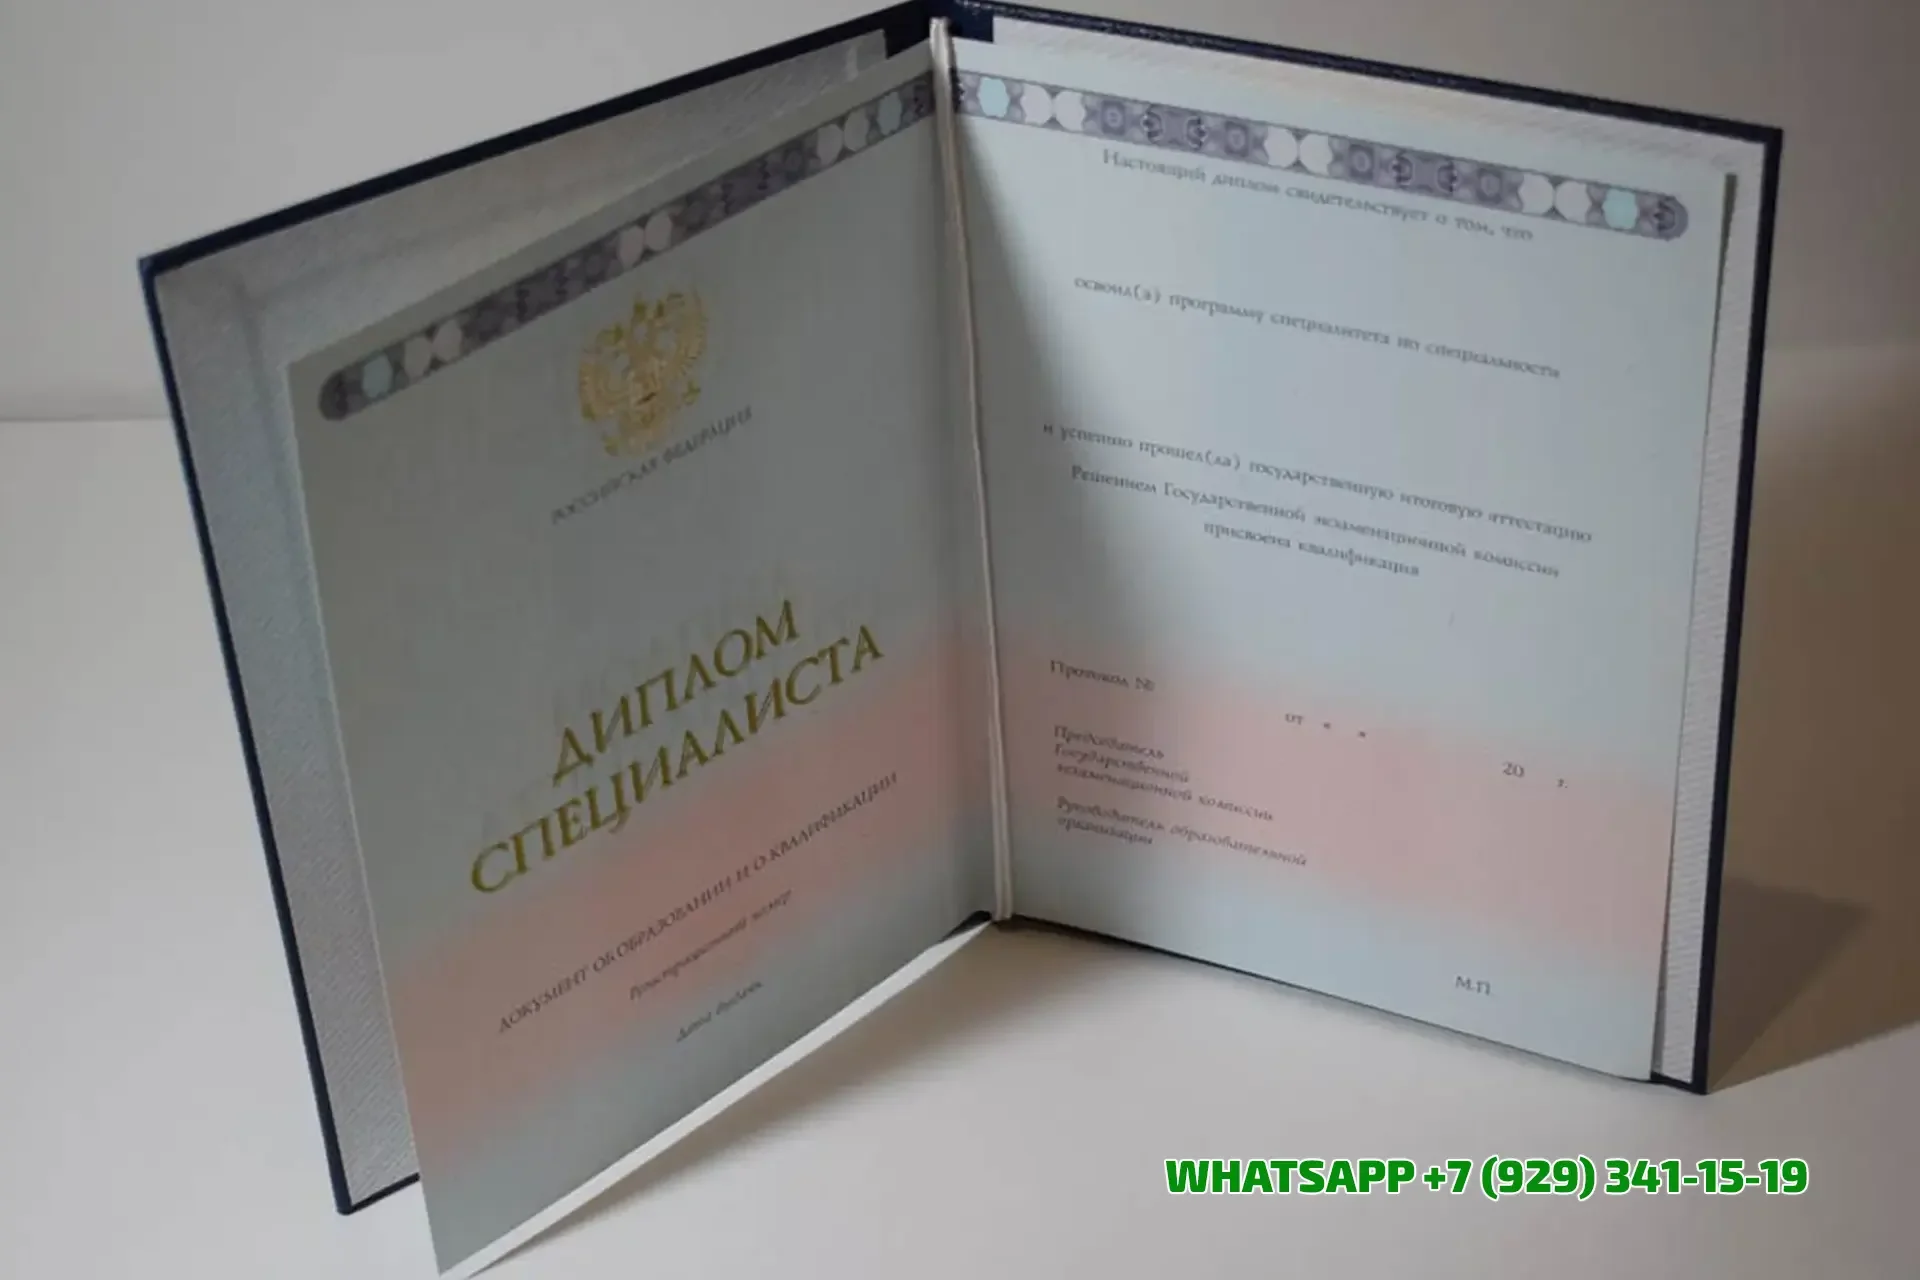 РОССИЙСКАЯ ФЕДЕРАЦИЯ
ДИПЛОМ
СПЕЦИАЛИСТА
ДОКУМЕНТ ОБ ОБРАЗОВАНИИ И О КВАЛИФИКАЦИИ
Регистрационный номер
Дата выдачи
Настоящий диплом свидетельствует о том, что
освоил(а) программу специалитета по специальности
и успешно прошел(ла) государственную итоговую аттестацию
Решением Государственной экзаменационной комиссии
присвоена квалификация
Протокол №
от « »
20 г.
Председатель
Государственной
экзаменационной комиссии
Руководитель образовательной
организации
М.П.
WHATSAPP +7 (929) 341-15-19